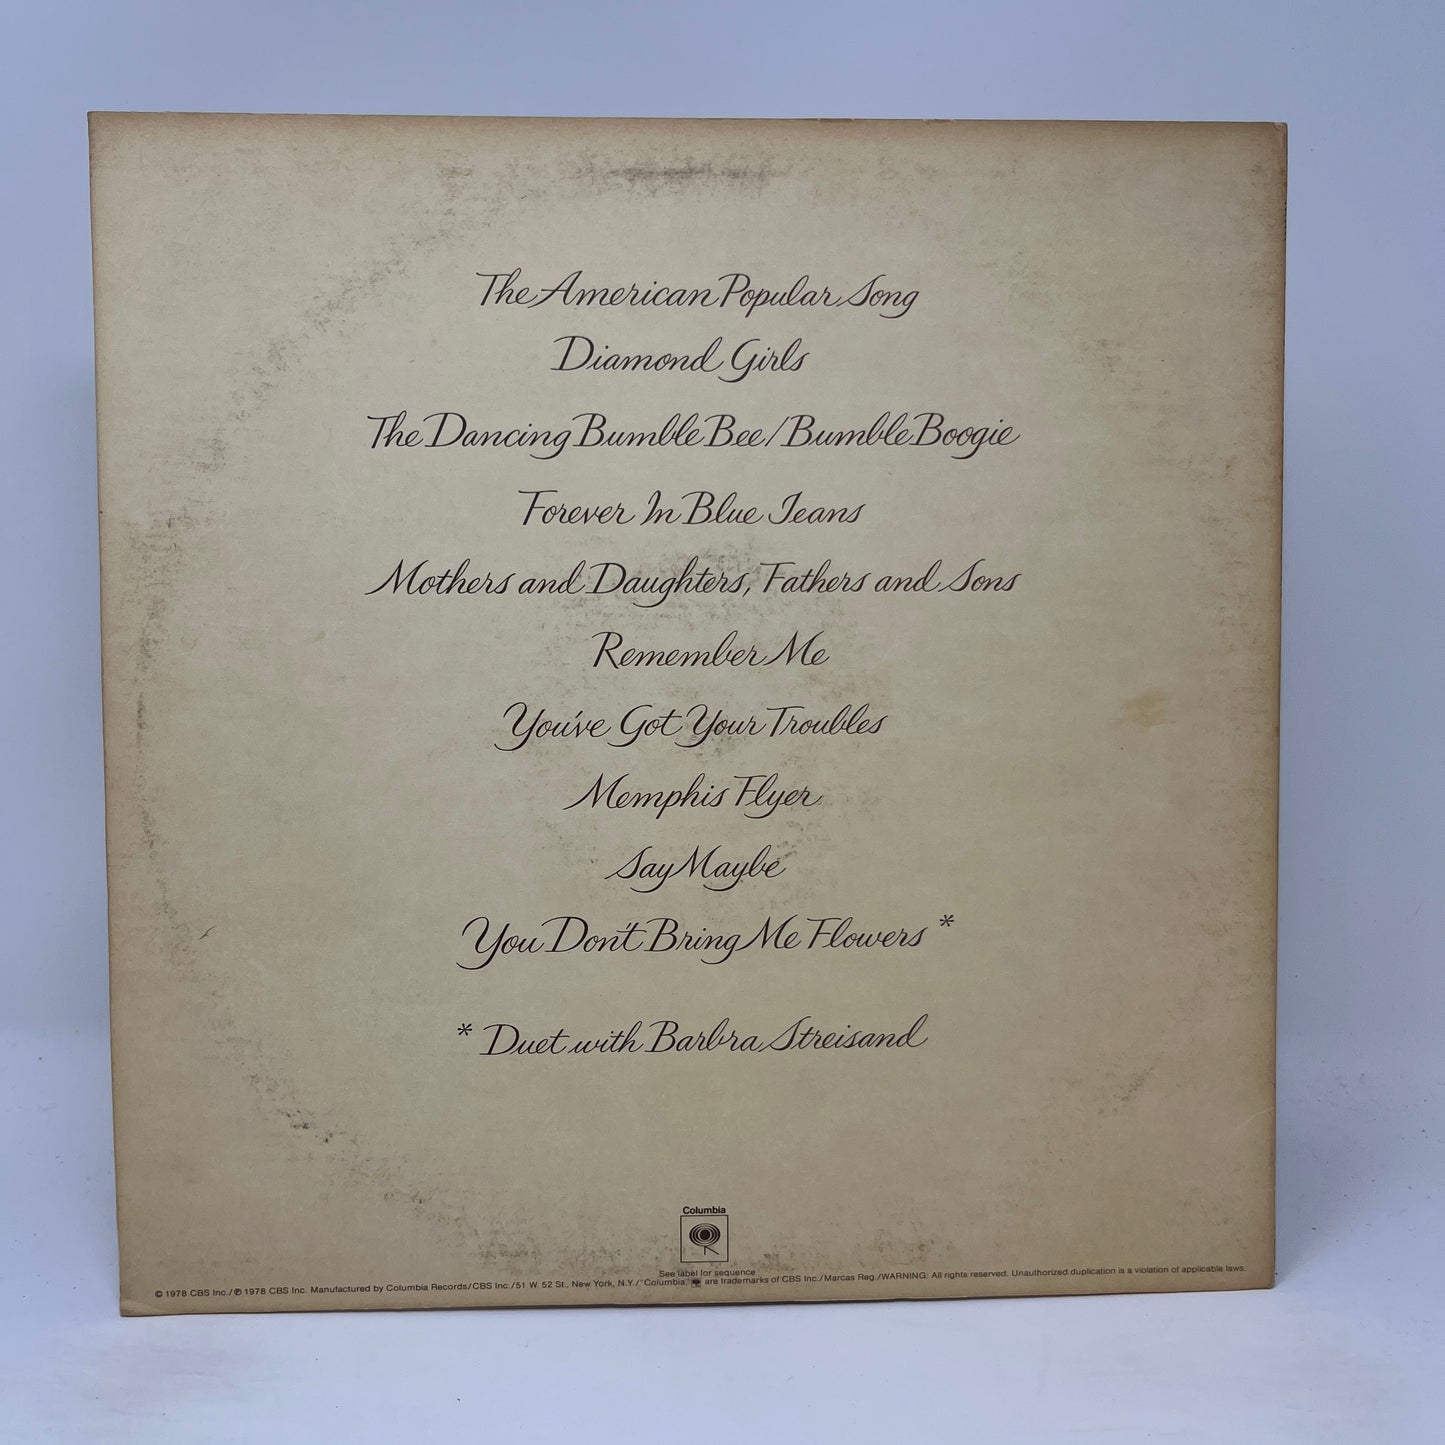 The American Popular Song
Diamond Girls
The Dancing Bumble Bee/Bumble Boogie
Forever In Blue Jeans
Mothers and Daughters, Fathers and Sons
Remember Me
You've Got Your Troubles
Memphis Flyer
Say Maybe
You Don't Bring Me Flowers *
* Duet with Barbra Streisand
Columbia
See label for sequence
© 1978 CBS Inc./℗ 1978 CBS Inc. Manufactured by Columbia Records/CBS Inc./51 W. 52 St., New York, N.Y./"Columbia," are trademarks of CBS Inc./Marcas Reg./WARNING: All rights reserved. Unauthorized duplication is a violation of applicable laws.